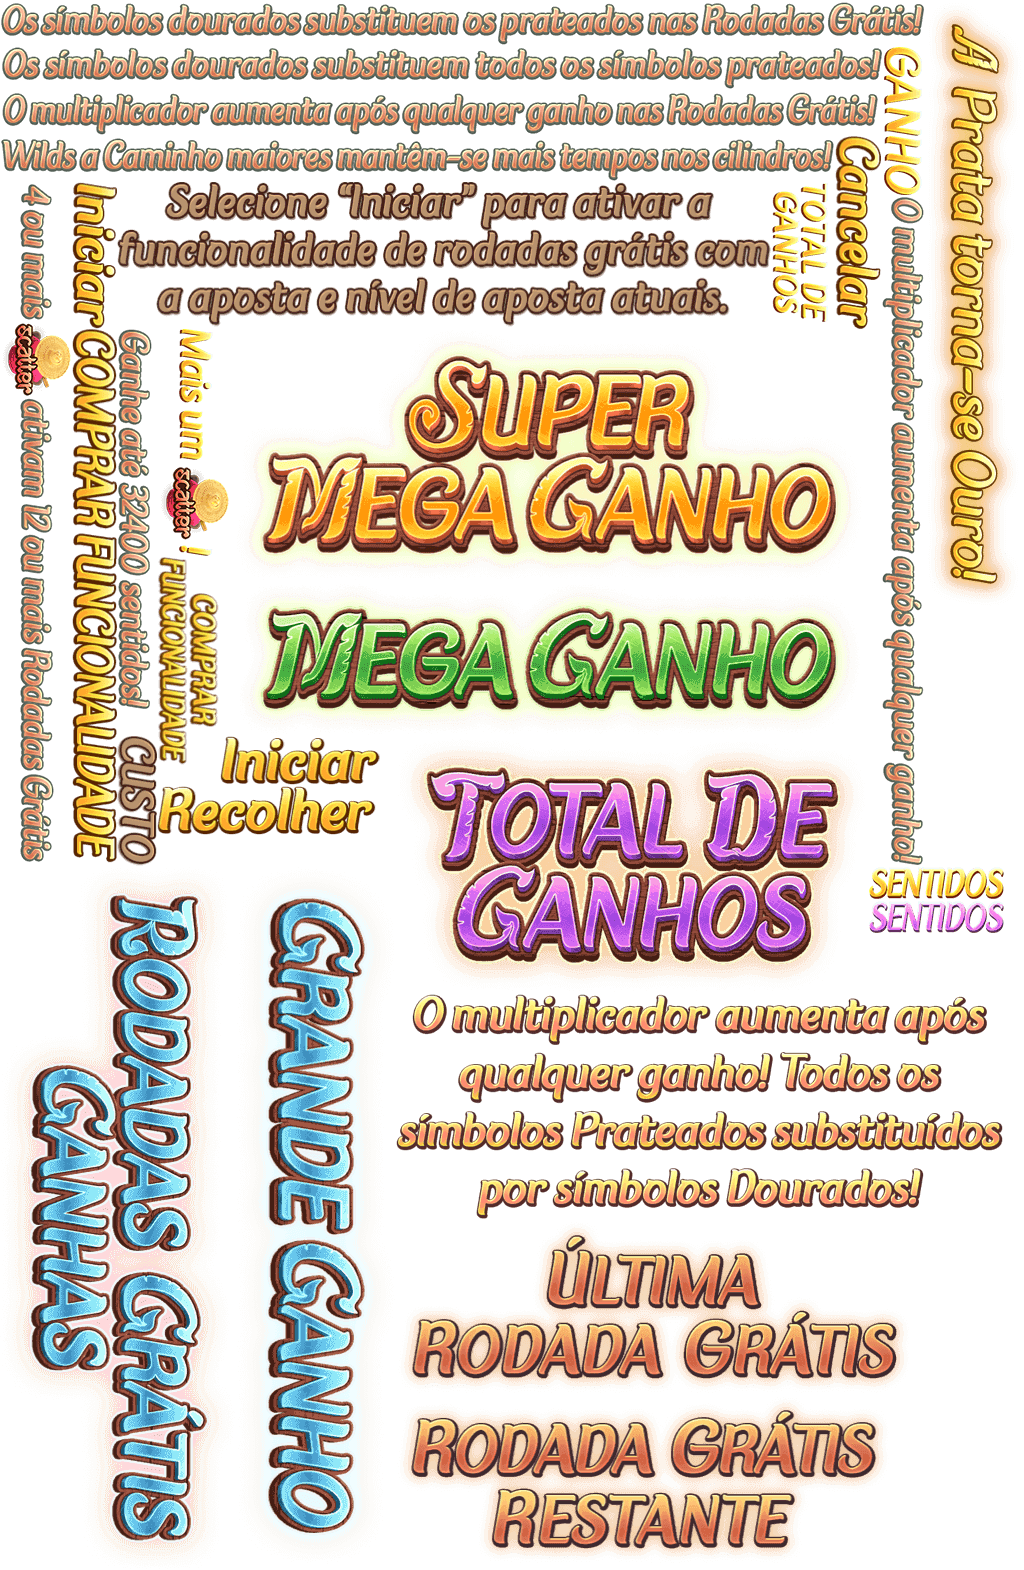 Os símbolos dourados substituem os prateados nas Rodadas Grátis!
Os símbolos dourados substituem todos os símbolos prateados!
O multiplicador aumenta após qualquer ganho nas Rodadas Grátis!
Wilds a Caminho maiores mantêm-se mais tempos nos cilindros!
Selecione “Iniciar” para ativar a
funcionalidade de rodadas grátis com
a aposta e nível de aposta atuais.
TOTAL DE
GANHOS
Cancelar
GANHO
O multiplicador aumenta após qualquer ganho!
A Prata torna-se Ouro!
4 ou mais scatter ativam 12 ou mais Rodadas Grátis
Iniciar
COMPRAR FUNCIONALIDADE
Ganhe até 32400 sentidos!
CUSTO
Mais um scatter !
COMPRAR
FUNCIONALIDADE
Iniciar
Recolher
SUPER
MEGA GANHO
MEGA GANHO
TOTAL DE
GANHOS
SENTIDOS
SENTIDOS
RODADAS GRÁTIS
GANHAS
GRANDE GANHO
O multiplicador aumenta após
qualquer ganho! Todos os
símbolos Prateados substituídos
por símbolos Dourados!
ÚLTIMA
RODADA GRÁTIS
RODADA GRÁTIS
RESTANTE